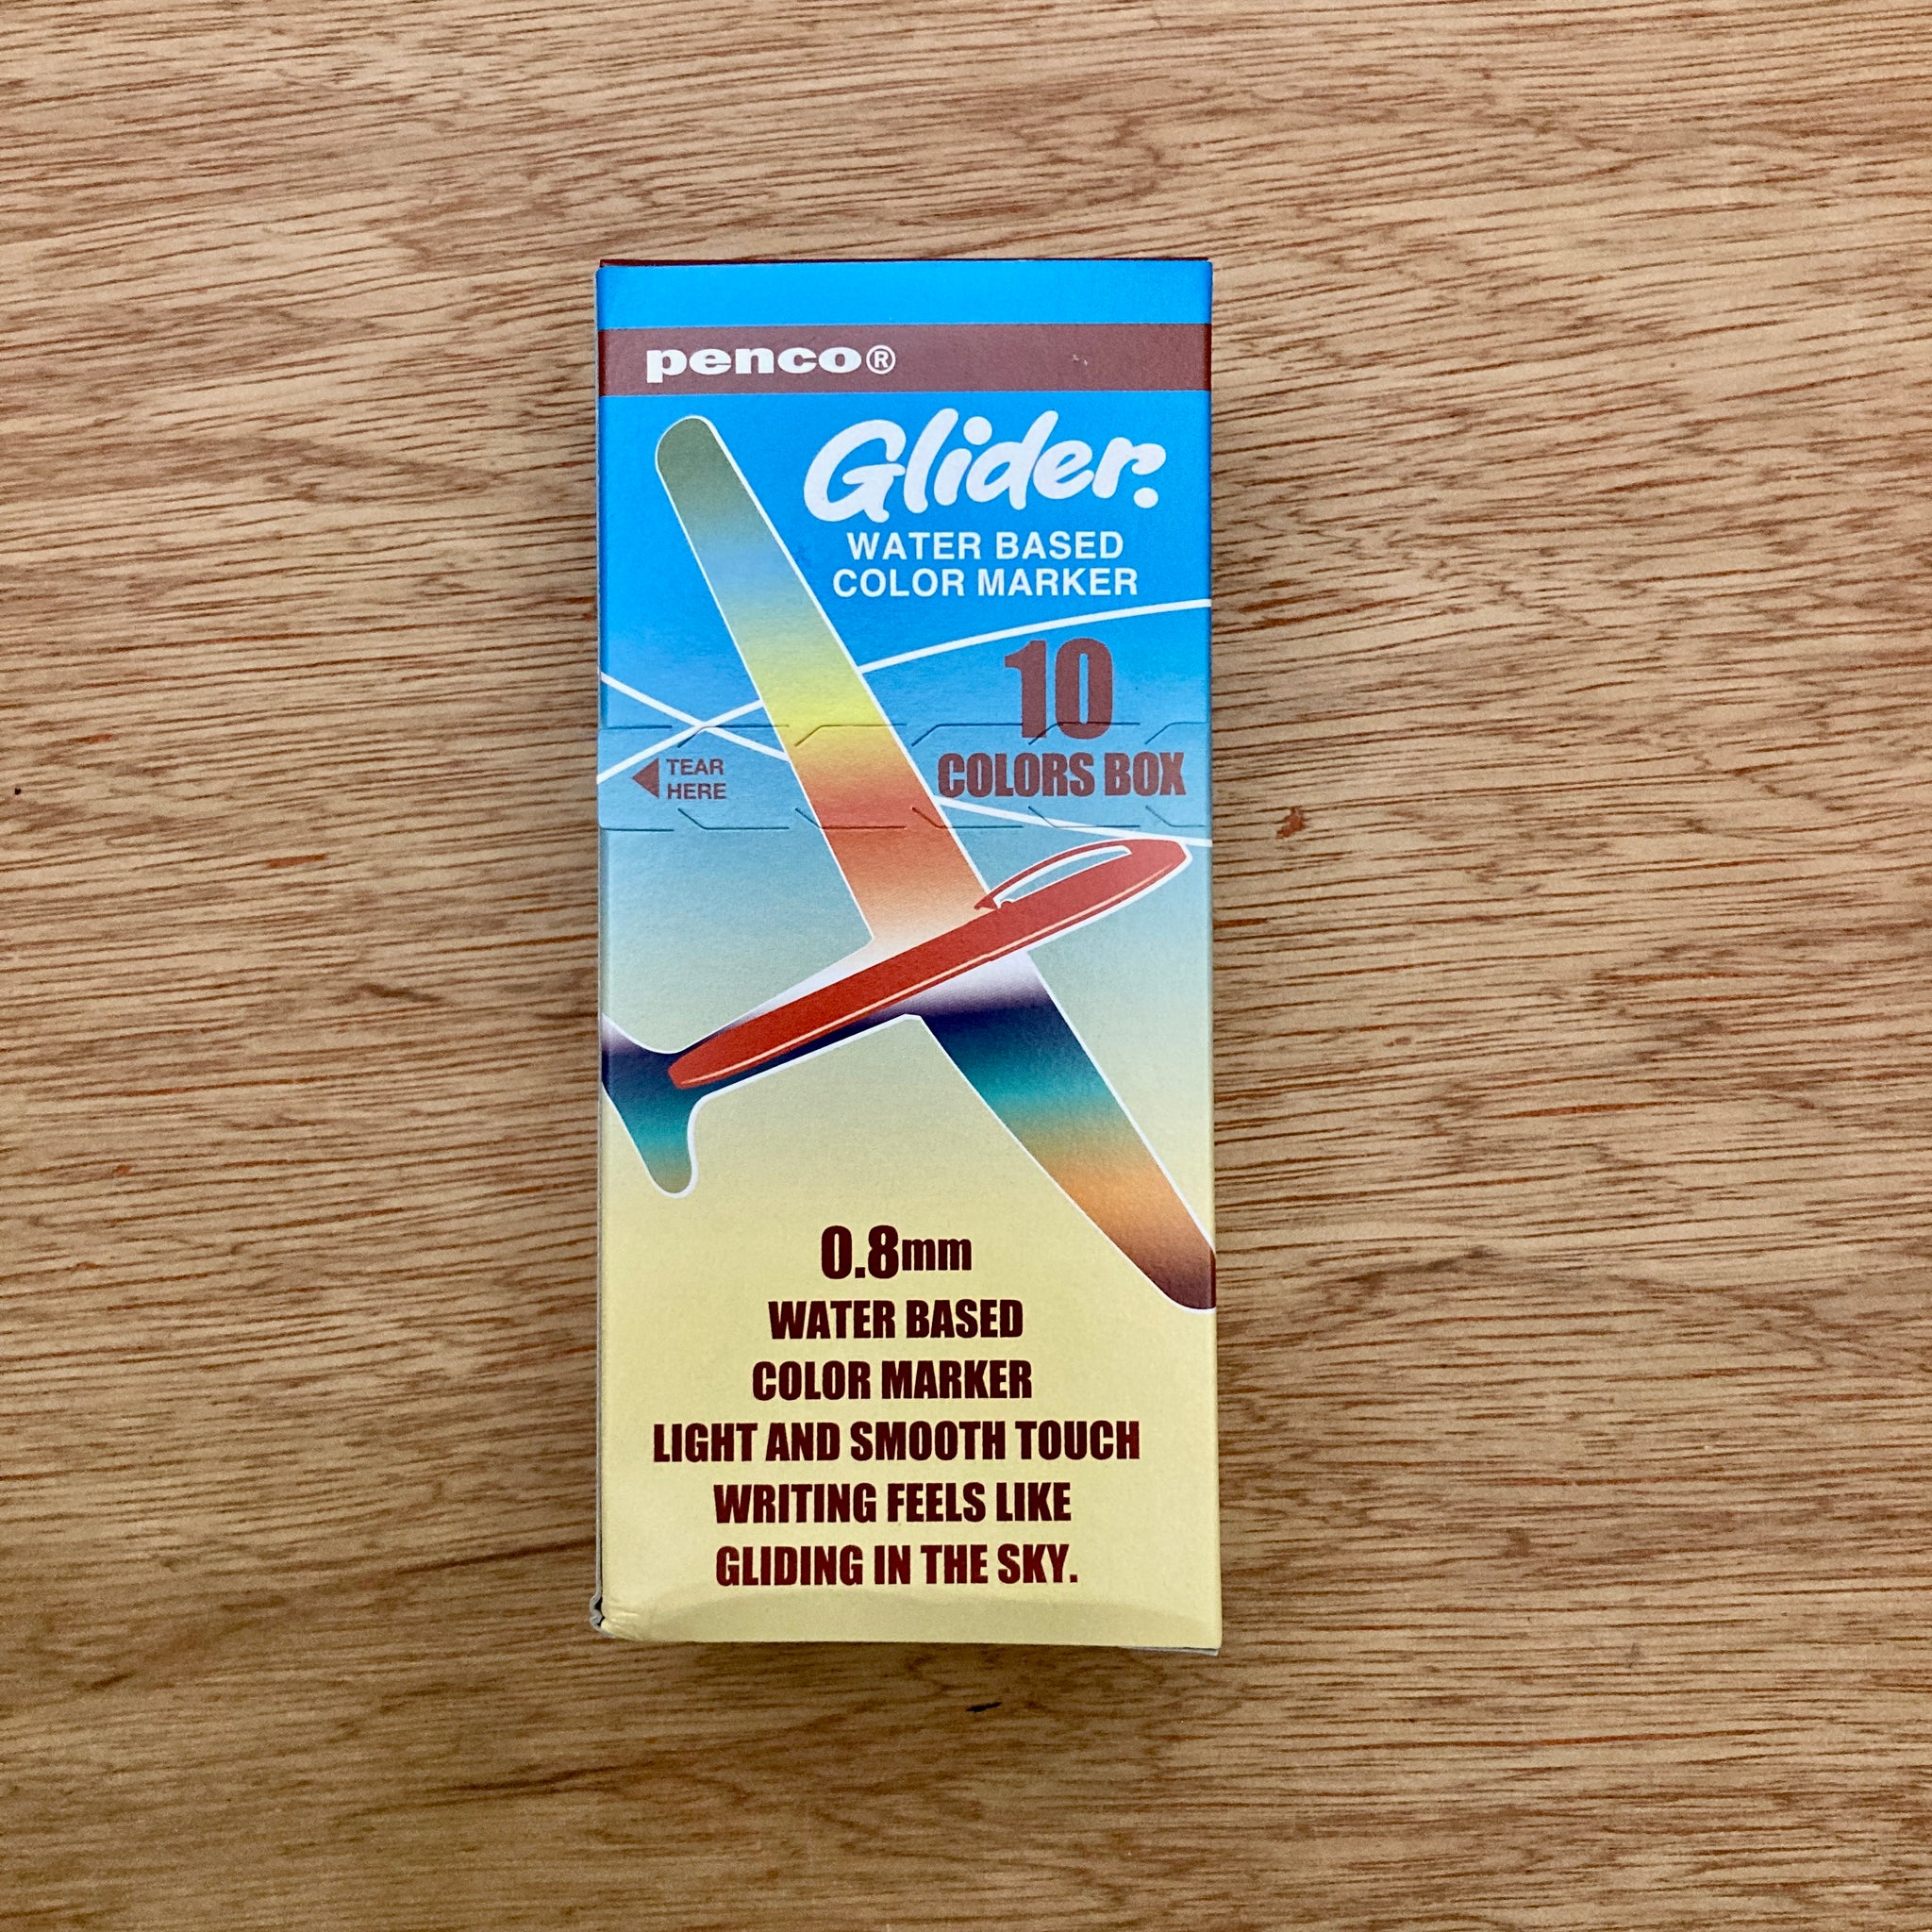 penco®
Glider.
WATER BASED
COLOR MARKER
10
COLORS BOX
TEAR
HERE
0.8mm
WATER BASED
COLOR MARKER
LIGHT AND SMOOTH TOUCH
WRITING FEELS LIKE
GLIDING IN THE SKY.